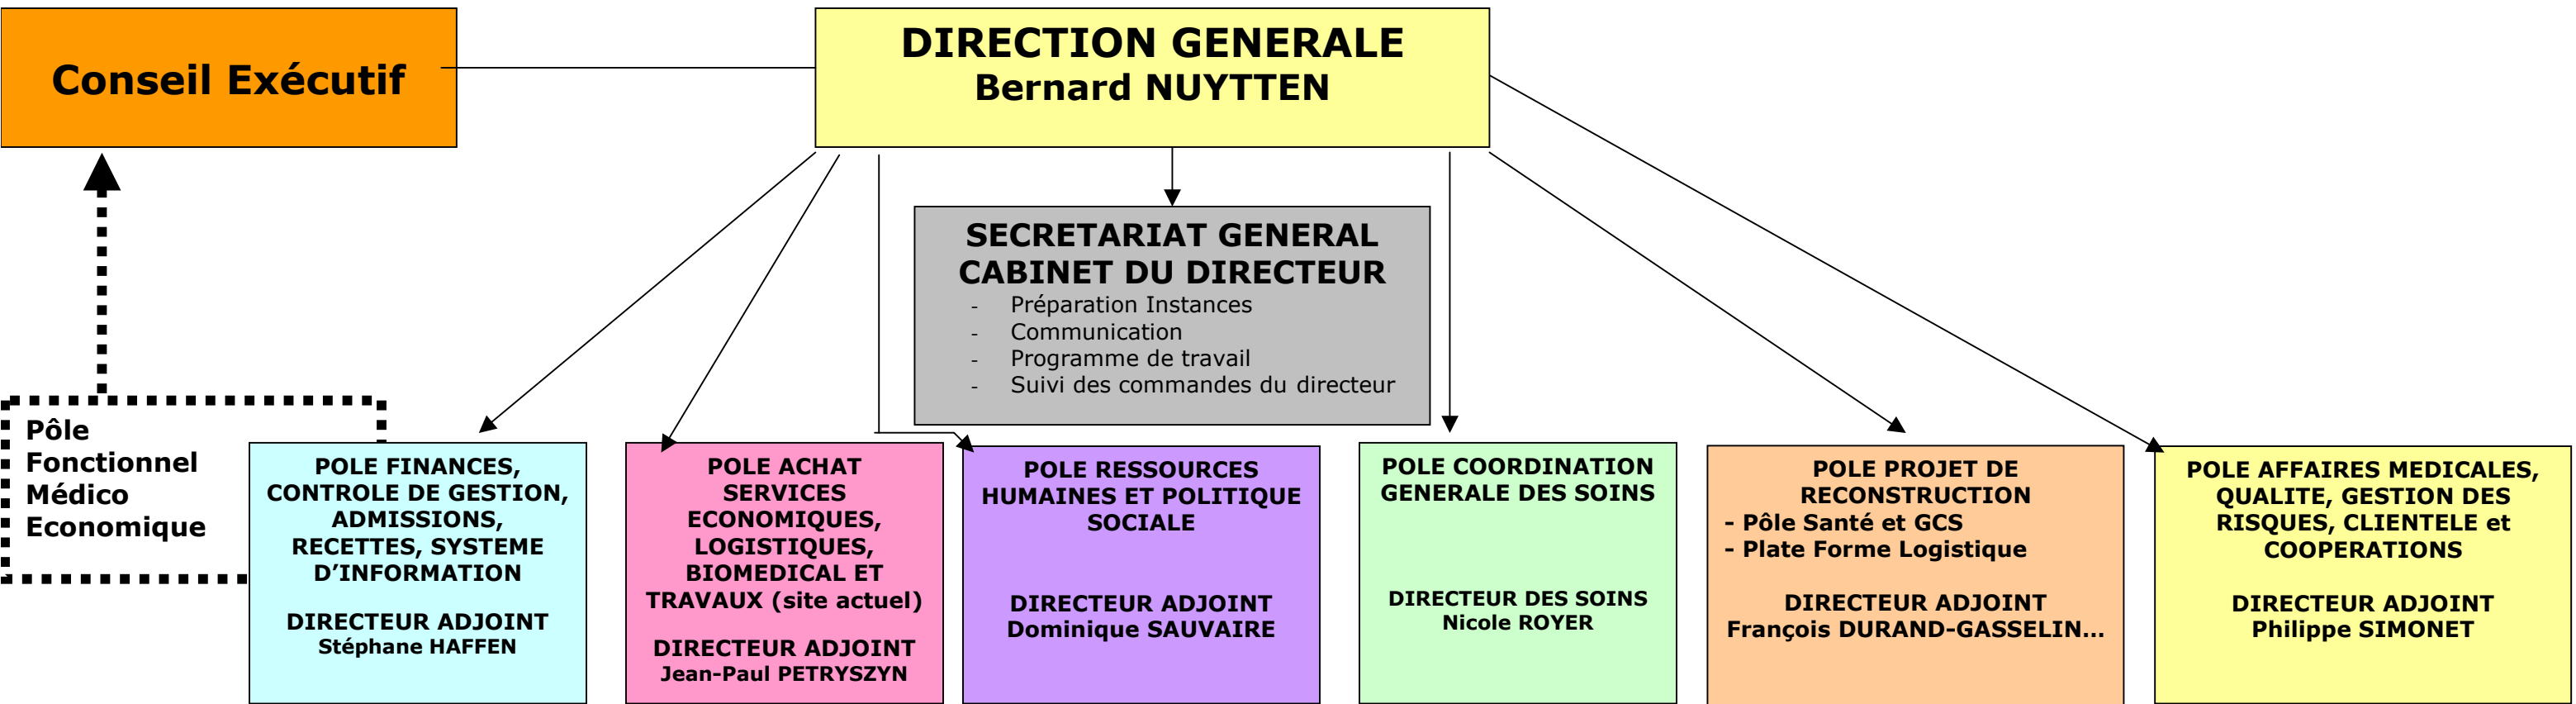 Conseil Exécutif
DIRECTION GENERALE
Bernard NUYTTEN
SECRETARIAT GENERAL
CABINET DU DIRECTEUR
- Préparation Instances
- Communication
- Programme de travail
- Suivi des commandes du directeur
Pôle
Fonctionnel
Médico
Economique
POLE FINANCES,
CONTROLE DE GESTION,
ADMISSIONS,
RECETTES, SYSTEME
D’INFORMATION
DIRECTEUR ADJOINT
Stéphane HAFFEN
POLE ACHAT
SERVICES
ECONOMIQUES,
LOGISTIQUES,
BIOMEDICAL ET
TRAVAUX (site actuel)
DIRECTEUR ADJOINT
Jean-Paul PETRYSZYN
POLE RESSOURCES
HUMAINES ET POLITIQUE
SOCIALE
DIRECTEUR ADJOINT
Dominique SAUVAIRE
POLE COORDINATION
GENERALE DES SOINS
DIRECTEUR DES SOINS
Nicole ROYER
POLE PROJET DE
RECONSTRUCTION
- Pôle Santé et GCS
- Plate Forme Logistique
DIRECTEUR ADJOINT
François DURAND-GASSELIN…
POLE AFFAIRES MEDICALES,
QUALITE, GESTION DES
RISQUES, CLIENTELE et
COOPERATIONS
DIRECTEUR ADJOINT
Philippe SIMONET